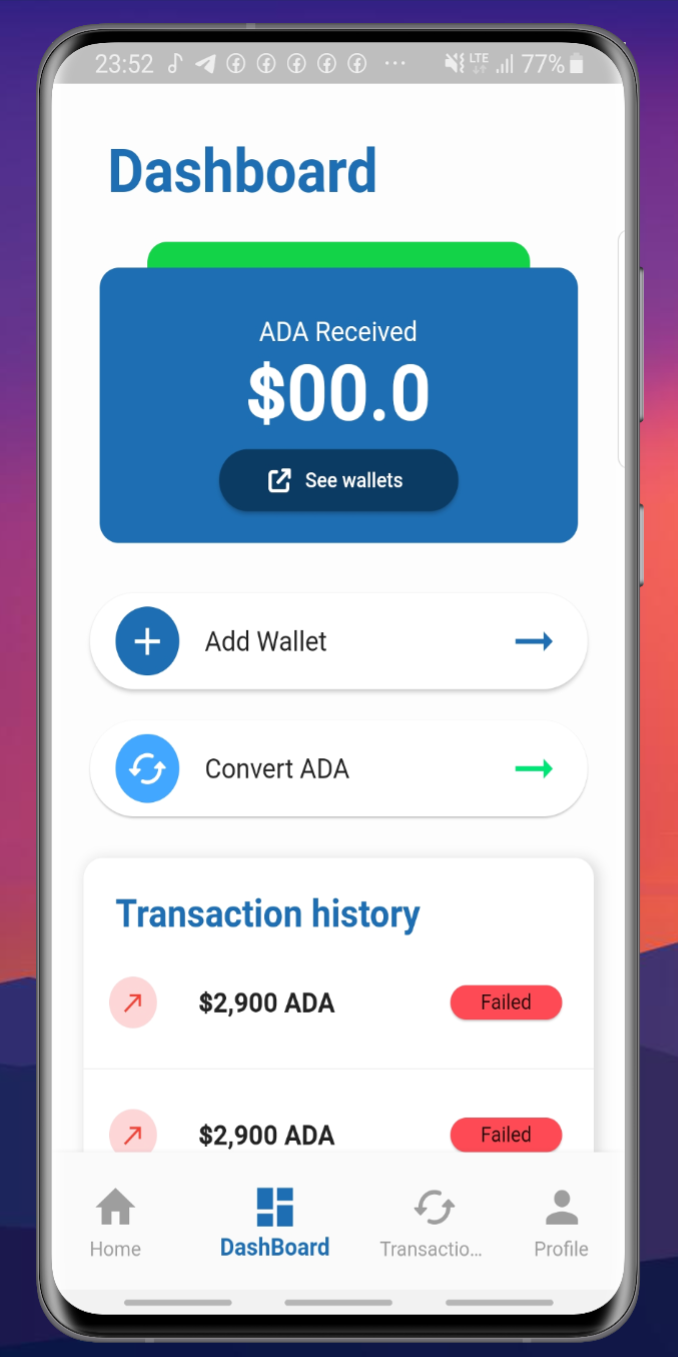 23:52 ... LTE 77%
Dashboard
ADA Received
$00.0
See wallets
Add Wallet
Convert ADA
Transaction history
$2,900 ADA Failed
$2,900 ADA Failed
Home DashBoard Transactio... Profile